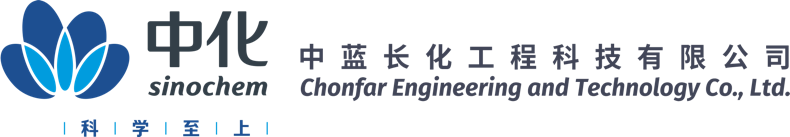 中化
sinochem
科学至上
中蓝长化工程科技有限公司
Chonfar Engineering and Technology Co., Ltd.